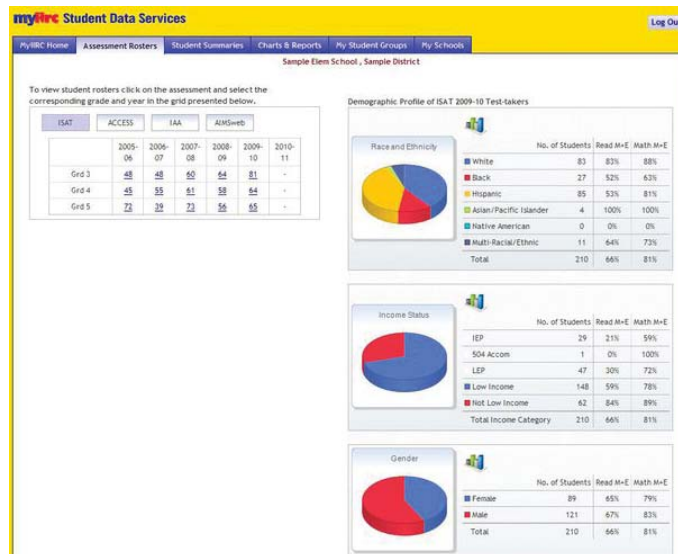 myiirc Student Data Services
Log Ou
MyIIRC Home Assessment Rosters Student Summaries Charts & Reports My Student Groups My Schools
Sample Elem School , Sample District
To view student rosters click on the assessment and select the
corresponding grade and year in the grid presented below.
ISAT ACCESS IAA AIMSweb
2005-06 2006-07 2007-08 2008-09 2009-10 2010-11
Grd 3 48 48 60 64 81 -
Grd 4 45 55 61 58 64 -
Grd 5 72 39 73 56 65 -
Demographic Profile of ISAT 2009-10 Test-takers
Race and Ethnicity
No. of Students Read M+E Math M+E
White 83 83% 88%
Black 27 52% 63%
Hispanic 85 53% 81%
Asian/Pacific Islander 4 100% 100%
Native American 0 0% 0%
Multi-Racial/Ethnic 11 64% 73%
Total 210 66% 81%
Income Status
No. of Students Read M+E Math M+E
IEP 29 21% 59%
504 Accom 1 0% 100%
LEP 47 30% 72%
Low Income 148 59% 78%
Not Low Income 62 84% 89%
Total Income Category 210 66% 81%
Gender
No. of Students Read M+E Math M+E
Female 89 65% 79%
Male 121 67% 83%
Total 210 66% 81%